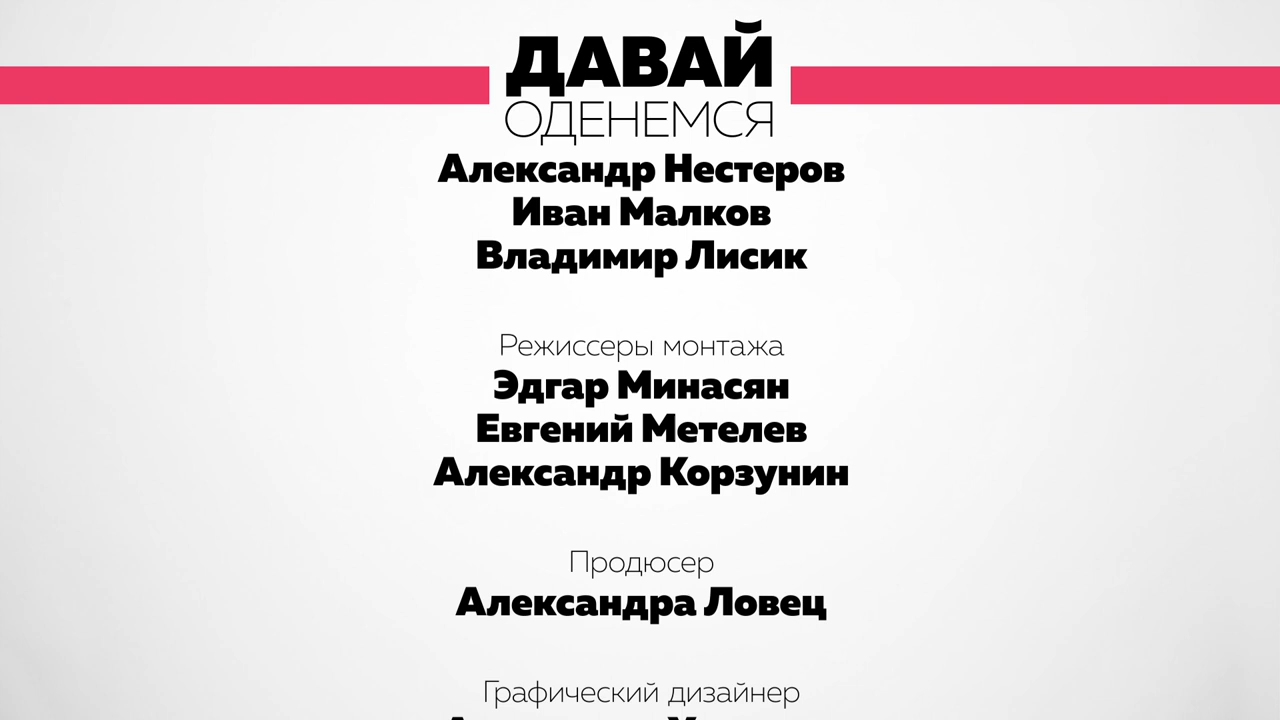 ДАВАЙ
ОДЕНЕМСЯ
Александр Нестеров
Иван Малков
Владимир Лисик
Режиссеры монтажа
Эдгар Минасян
Евгений Метелев
Александр Корзунин
Продюсер
Александра Ловец
Графический дизайнер